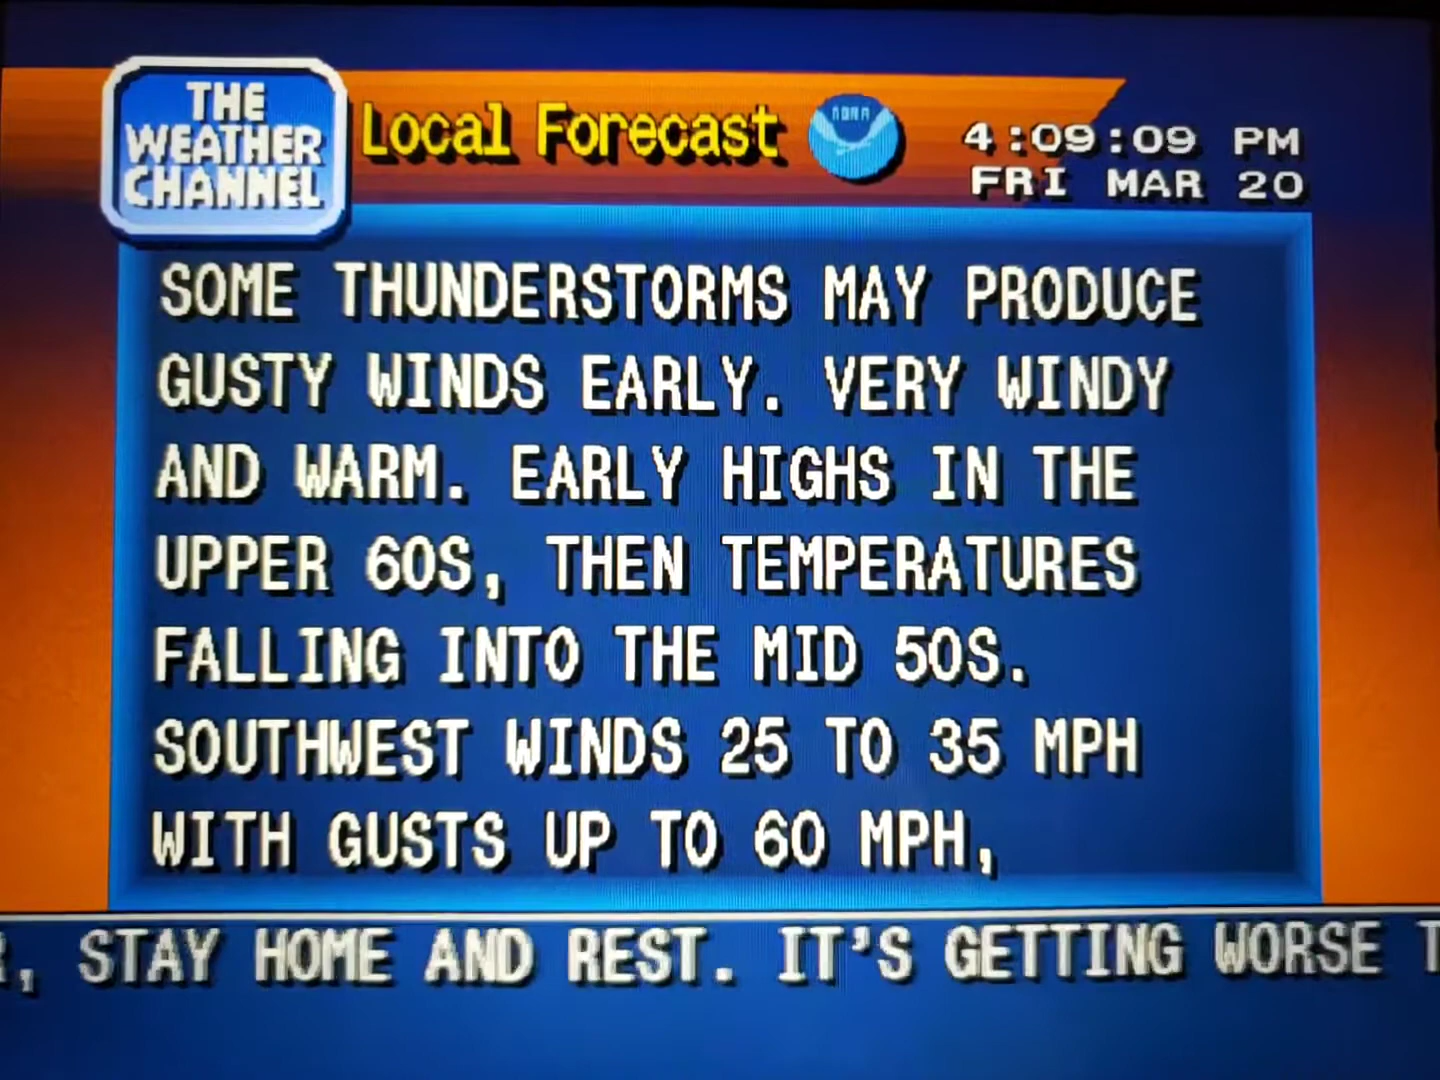 THE
WEATHER
CHANNEL
Local Forecast
NOAA
4:09:09 PM
FRI MAR 20
SOME THUNDERSTORMS MAY PRODUCE
GUSTY WINDS EARLY. VERY WINDY
AND WARM. EARLY HIGHS IN THE
UPPER 60S, THEN TEMPERATURES
FALLING INTO THE MID 50S.
SOUTHWEST WINDS 25 TO 35 MPH
WITH GUSTS UP TO 60 MPH,
, STAY HOME AND REST. IT'S GETTING WORSE